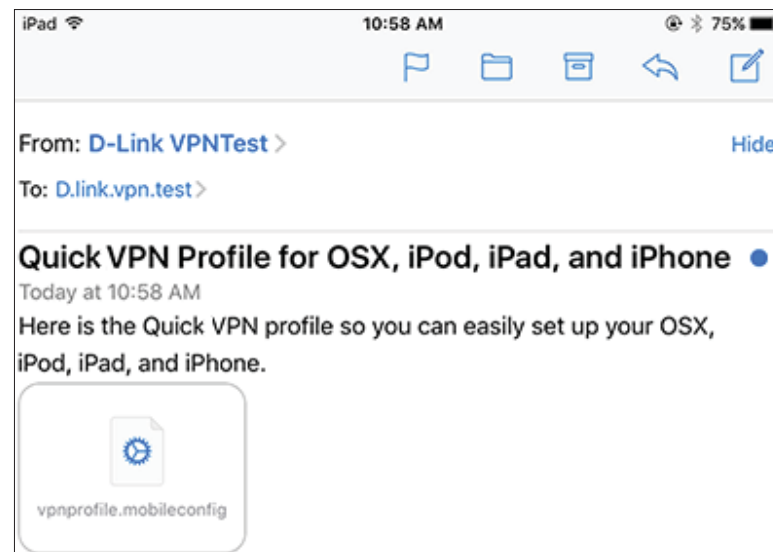 iPad 10:58 AM 75%
From: D-Link VPNTest >
Hide
To: D.link.vpn.test >
Quick VPN Profile for OSX, iPod, iPad, and iPhone
Today at 10:58 AM
Here is the Quick VPN profile so you can easily set up your OSX,
iPod, iPad, and iPhone.
vpnprofile.mobileconfig